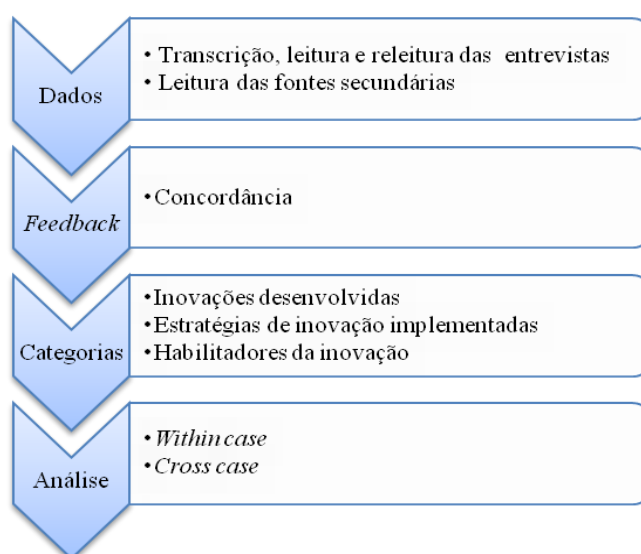 Dados
• Transcrição, leitura e releitura das entrevistas
• Leitura das fontes secundárias
Feedback
• Concordância
Categorias
• Inovações desenvolvidas
• Estratégias de inovação implementadas
• Habilitadores da inovação
Análise
• Within case
• Cross case